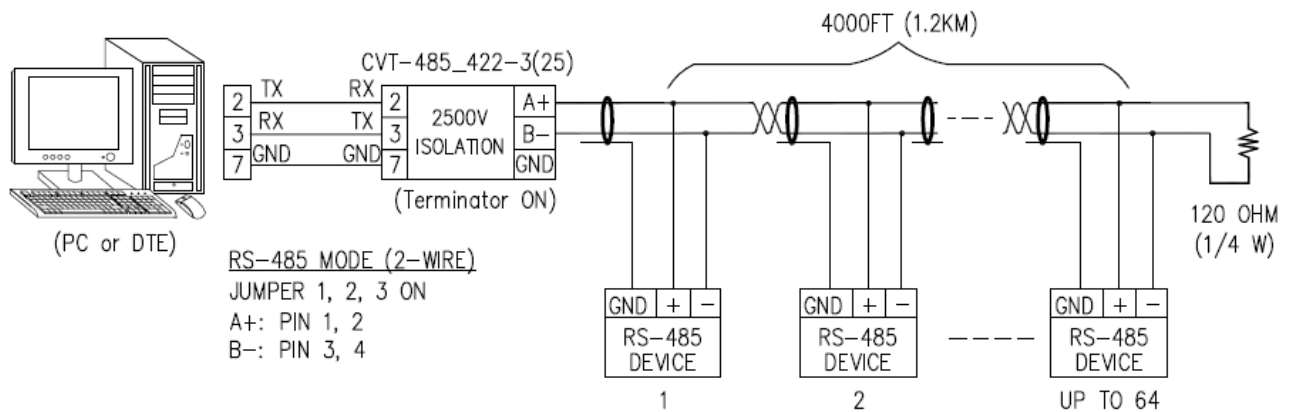 4000FT (1.2KM)
CVT-485_422-3(25)
2 TX RX 2 2500V A+
3 RX TX 3 ISOLATION B-
7 GND GND 7 GND
(Terminator ON)
(PC or DTE)
120 OHM
(1/4 W)
RS-485 MODE (2-WIRE)
JUMPER 1, 2, 3 ON
A+: PIN 1, 2
B-: PIN 3, 4
GND + -
RS-485
DEVICE
1
GND + -
RS-485
DEVICE
2
GND + -
RS-485
DEVICE
UP TO 64